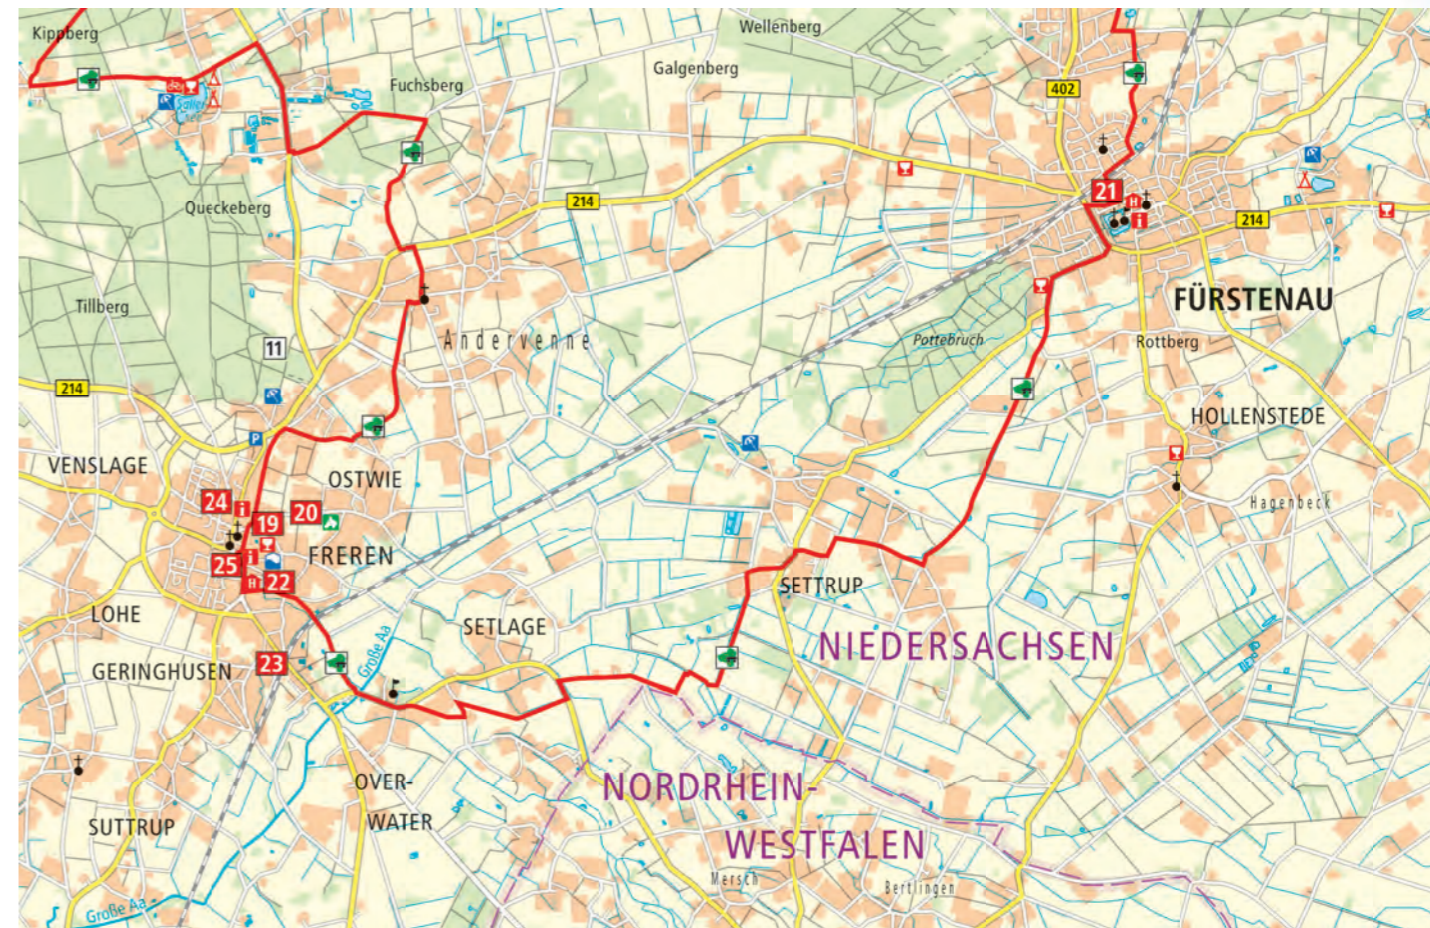 Kippberg
Wellenberg
Galgenberg
Fuchsberg
402
Saller
see
21
H
i
214
214
Queckeberg
FÜRSTENAU
Tillberg
Andervenne
Pottebruch
Rottberg
11
214
HOLLENSTEDE
P
VENSLAGE
OSTWIE
Hagenbeck
24
i
19
20
FREREN
25
i
H
22
SETTRUP
LOHE
SETLAGE
Große Aa
NIEDERSACHSEN
GERINGHUSEN
23
NORDRHEIN-
WESTFALEN
OVER-
WATER
SUTTRUP
Mersch
Bertlingen
Große Aa